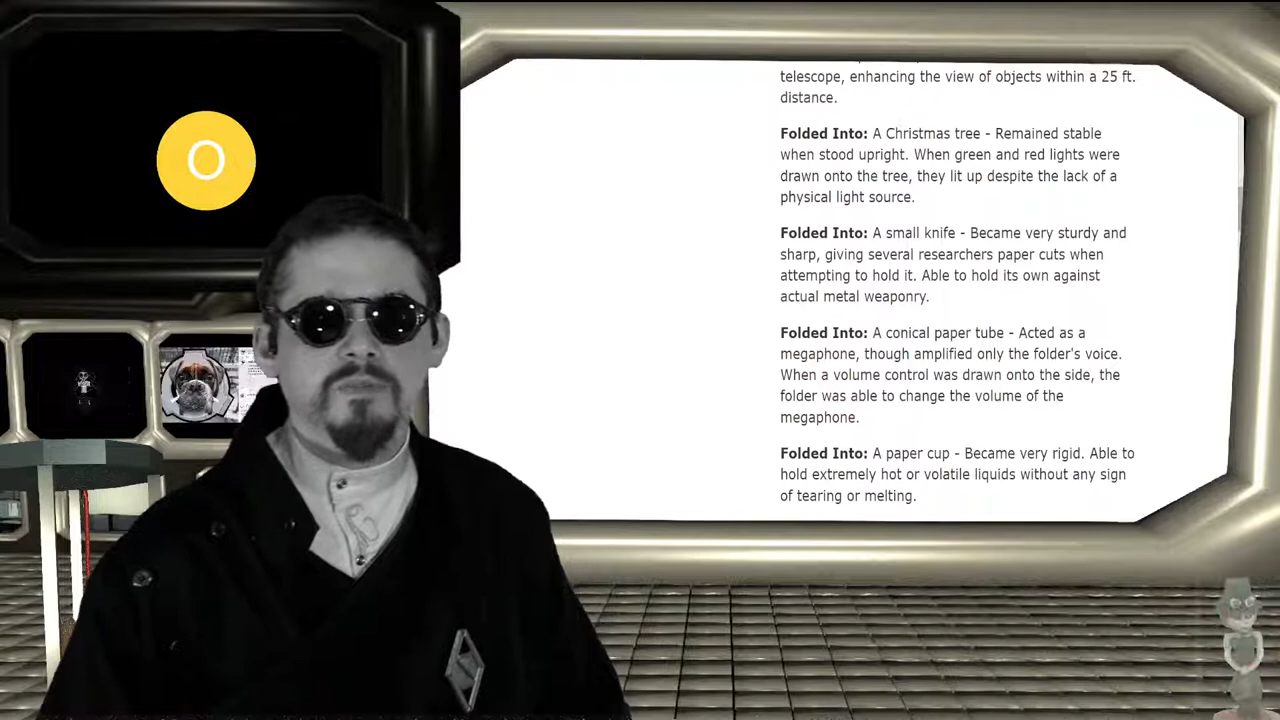 O
telescope, enhancing the view of objects within a 25 ft.
distance.
Folded Into: A Christmas tree - Remained stable
when stood upright. When green and red lights were
drawn onto the tree, they lit up despite the lack of a
physical light source.
Folded Into: A small knife - Became very sturdy and
sharp, giving several researchers paper cuts when
attempting to hold it. Able to hold its own against
actual metal weaponry.
Folded Into: A conical paper tube - Acted as a
megaphone, though amplified only the folder's voice.
When a volume control was drawn onto the side, the
folder was able to change the volume of the
megaphone.
Folded Into: A paper cup - Became very rigid. Able to
hold extremely hot or volatile liquids without any sign
of tearing or melting.